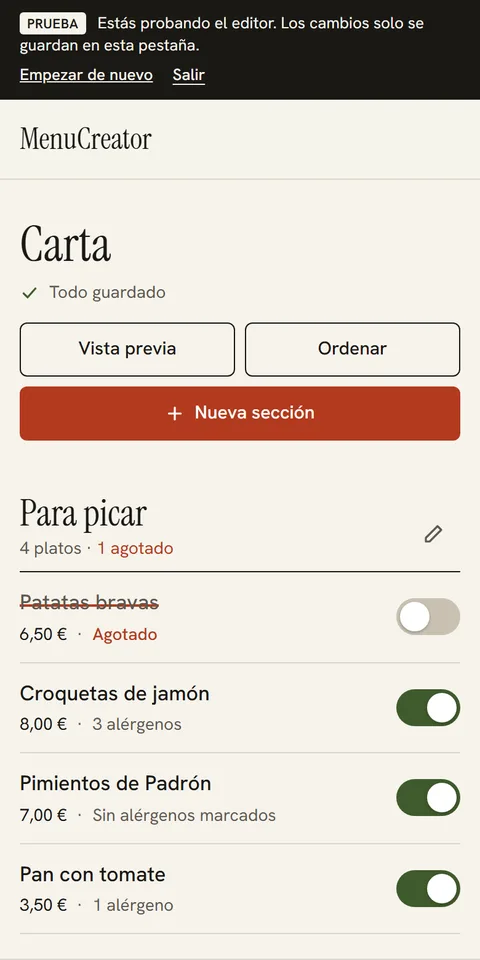 PRUEBA Estás probando el editor. Los cambios solo se
guardan en esta pestaña.
Empezar de nuevo Salir
MenuCreator
Carta
Todo guardado
Vista previa Ordenar
+ Nueva sección
Para picar
4 platos · 1 agotado
Patatas bravas
6,50 € · Agotado
Croquetas de jamón
8,00 € · 3 alérgenos
Pimientos de Padrón
7,00 € · Sin alérgenos marcados
Pan con tomate
3,50 € · 1 alérgeno